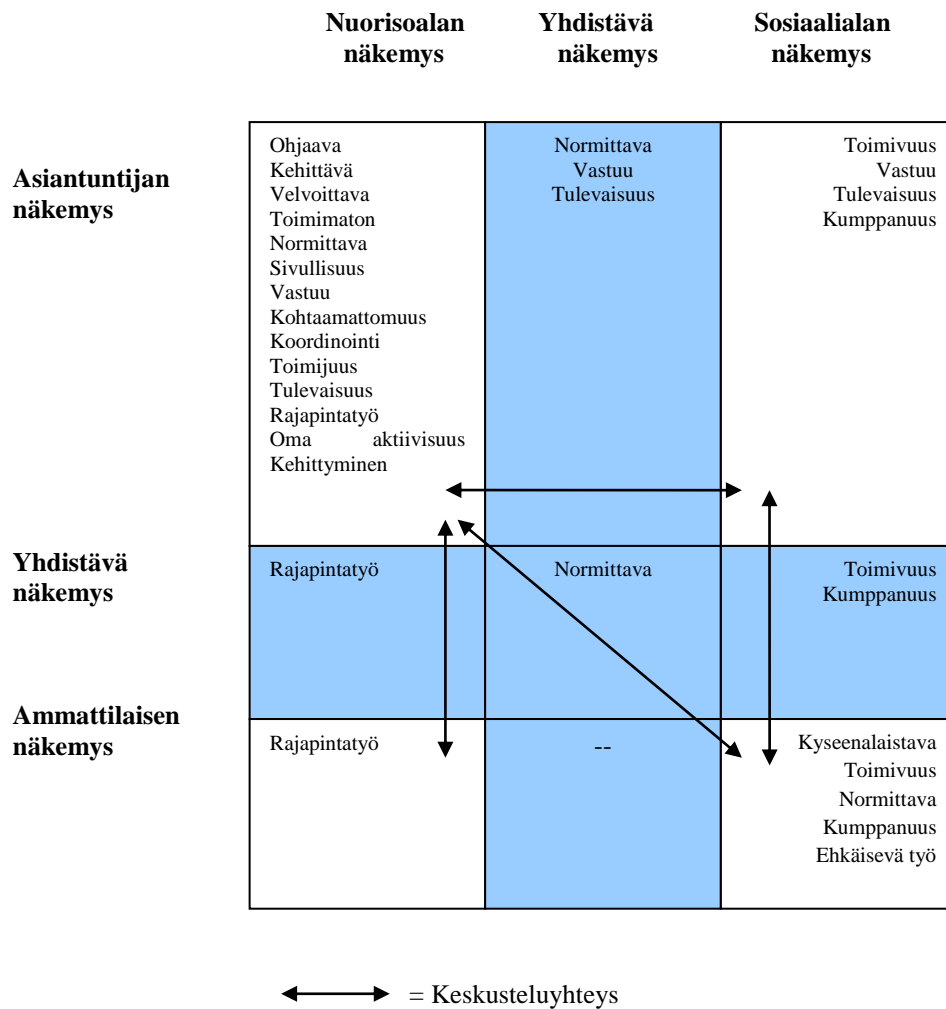 Nuorisoalan näkemys
Yhdistävä näkemys
Sosiaalialan näkemys
Asiantuntijan näkemys
Ohjaava
Kehittävä
Velvoittava
Toimimaton
Normittava
Sivullisuus
Vastuu
Kohtaamattomuus
Koordinointi
Toimijuus
Tulevaisuus
Rajapintatyö
Oma aktiivisuus
Kehittyminen
Normittava
Vastuu
Tulevaisuus
Toimivuus
Vastuu
Tulevaisuus
Kumppanuus
Yhdistävä näkemys
Rajapintatyö
Normittava
Toimivuus
Kumppanuus
Ammattilaisen näkemys
Rajapintatyö
--
Kyseenalaistava
Toimivuus
Normittava
Kumppanuus
Ehkäisevä työ
= Keskusteluyhteys